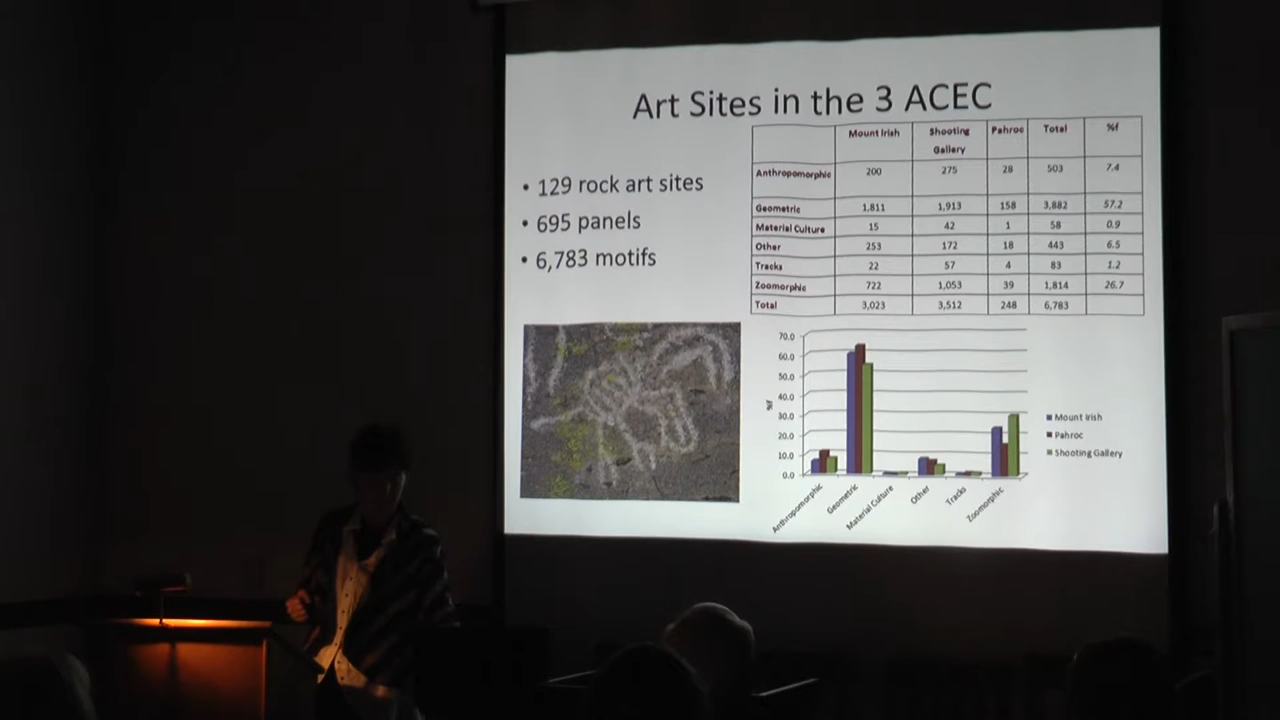 Art Sites in the 3 ACEC
• 129 rock art sites
• 695 panels
• 6,783 motifs
Mount Irish Shooting Gallery Pahroc Total %f
Anthropomorphic 200 275 28 503 7.4
Geometric 1,811 1,913 158 3,882 57.2
Material Culture 15 42 1 58 0.9
Other 253 172 18 443 6.5
Tracks 22 57 4 83 1.2
Zoomorphic 722 1,053 39 1,814 26.7
Total 3,023 3,512 248 6,783
70.0
60.0
50.0
40.0
30.0
20.0
10.0
0.0
%f
Anthropomorphic
Geometric
Material Culture
Other
Tracks
Zoomorphic
Mount Irish
Pahroc
Shooting Gallery